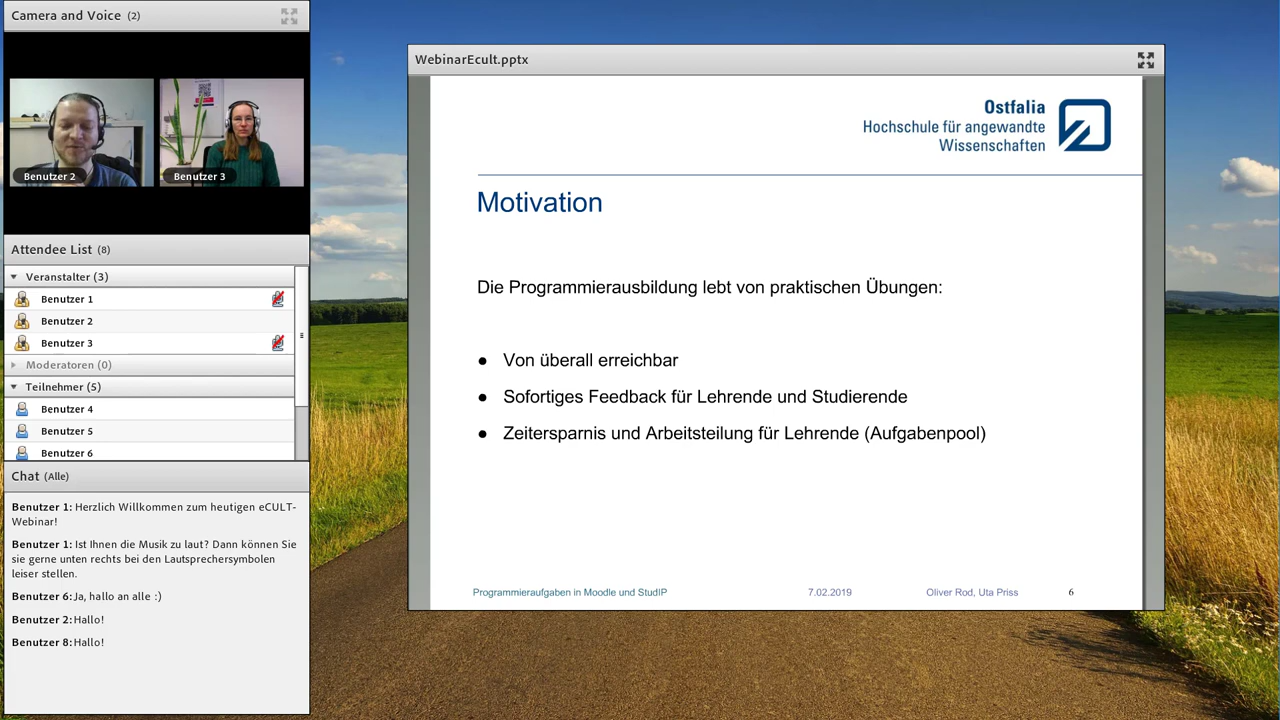 Camera and Voice (2)
Benutzer 2
Benutzer 3
Attendee List (8)
Veranstalter (3)
Benutzer 1
Benutzer 2
Benutzer 3
Moderatoren (0)
Teilnehmer (5)
Benutzer 4
Benutzer 5
Benutzer 6
Chat (Alle)
Benutzer 1: Herzlich Willkommen zum heutigen eCULT-
Webinar!
Benutzer 1: Ist Ihnen die Musik zu laut? Dann können Sie
sie gerne unten rechts bei den Lautsprechersymbolen
leiser stellen.
Benutzer 6: Ja, hallo an alle :)
Benutzer 2: Hallo!
Benutzer 8: Hallo!
WebinarEcult.pptx
Ostfalia
Hochschule für angewandte
Wissenschaften
Motivation
Die Programmierausbildung lebt von praktischen Übungen:
● Von überall erreichbar
● Sofortiges Feedback für Lehrende und Studierende
● Zeitersparnis und Arbeitsteilung für Lehrende (Aufgabenpool)
Programmieraufgaben in Moodle und StudIP 7.02.2019 Oliver Rod, Uta Priss 6